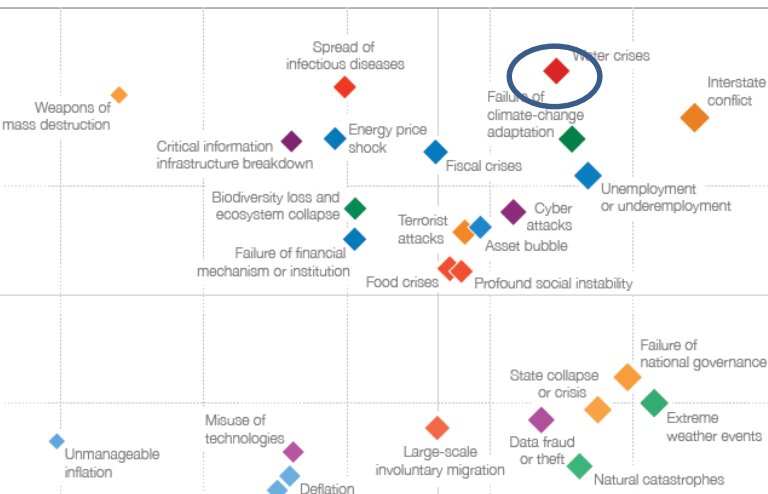 Spread of
infectious diseases
Water crises
Interstate
conflict
Weapons of
mass destruction
Failure of
climate-change
adaptation
Energy price
shock
Critical information
infrastructure breakdown
Fiscal crises
Unemployment
or underemployment
Biodiversity loss and
ecosystem collapse
Cyber
attacks
Terrorist
attacks
Asset bubble
Failure of financial
mechanism or institution
Food crises
Profound social instability
Failure of
national governance
State collapse
or crisis
Extreme
weather events
Misuse of
technologies
Unmanageable
inflation
Large-scale
involuntary migration
Data fraud
or theft
Natural catastrophes
Deflation